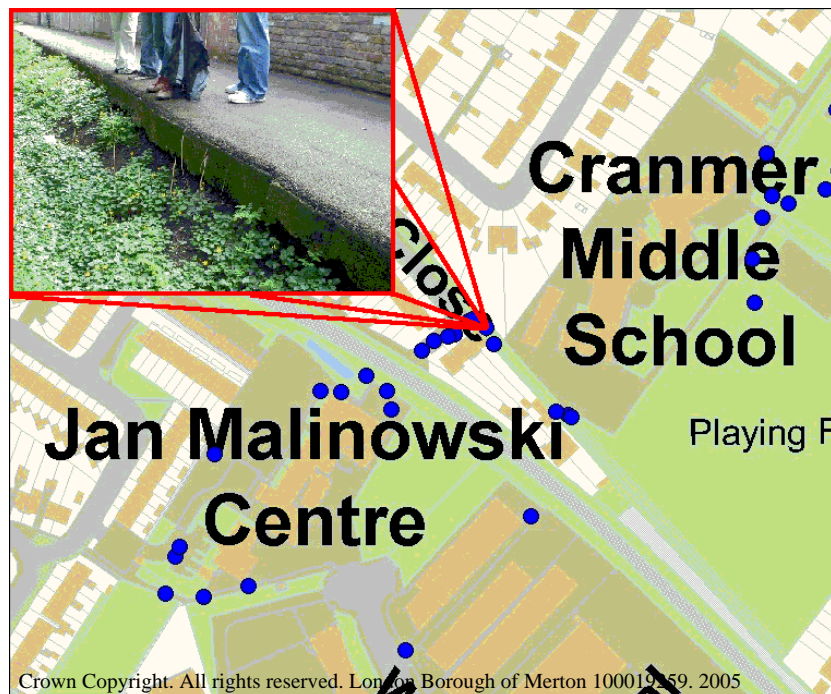 close
Cranmer
Middle
School
Jan Malinowski
Centre
Playing
Crown Copyright. All rights reserved. London Borough of Merton 100019259. 2005